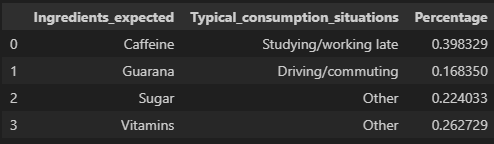 Ingredients_expected Typical_consumption_situations Percentage
0 Caffeine Studying/working late 0.398329
1 Guarana Driving/commuting 0.168350
2 Sugar Other 0.224033
3 Vitamins Other 0.262729